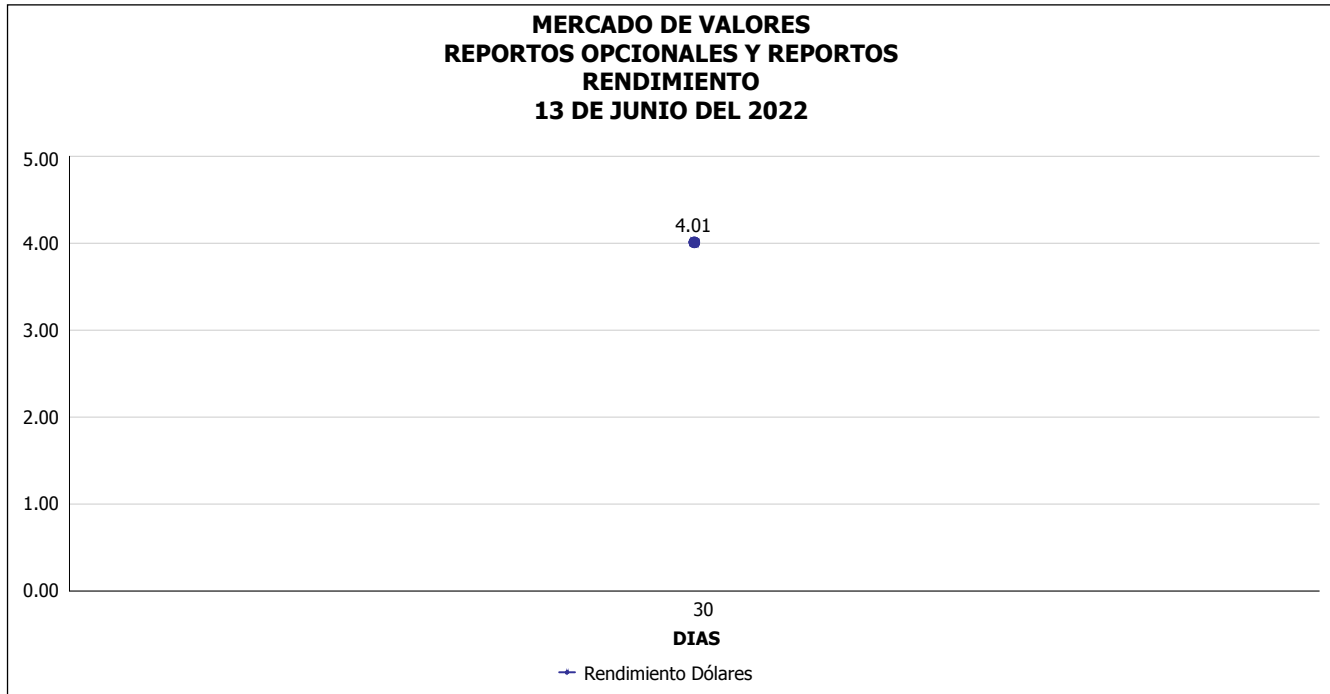 MERCADO DE VALORES
REPORTOS OPCIONALES Y REPORTOS
RENDIMIENTO
13 DE JUNIO DEL 2022
5.00
4.01
4.00
3.00
2.00
1.00
0.00
30
DIAS
Rendimiento Dólares